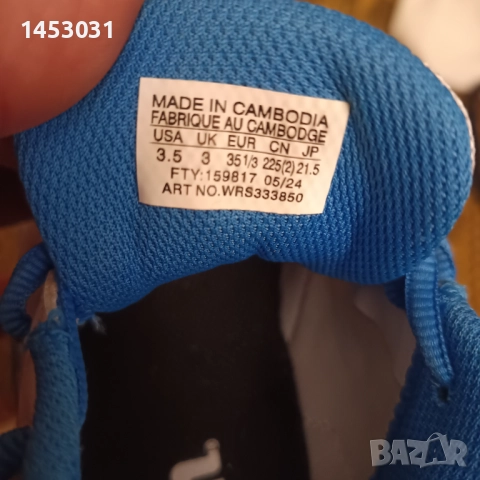 1453031
MADE IN CAMBODIA
FABRIQUE AU CAMBODGE
USA UK EUR CN JP
3.5 3 35 1/3 225(2) 21.5
FTY:159817 05/24
ART NO.WRS333850
BAZAR
bg